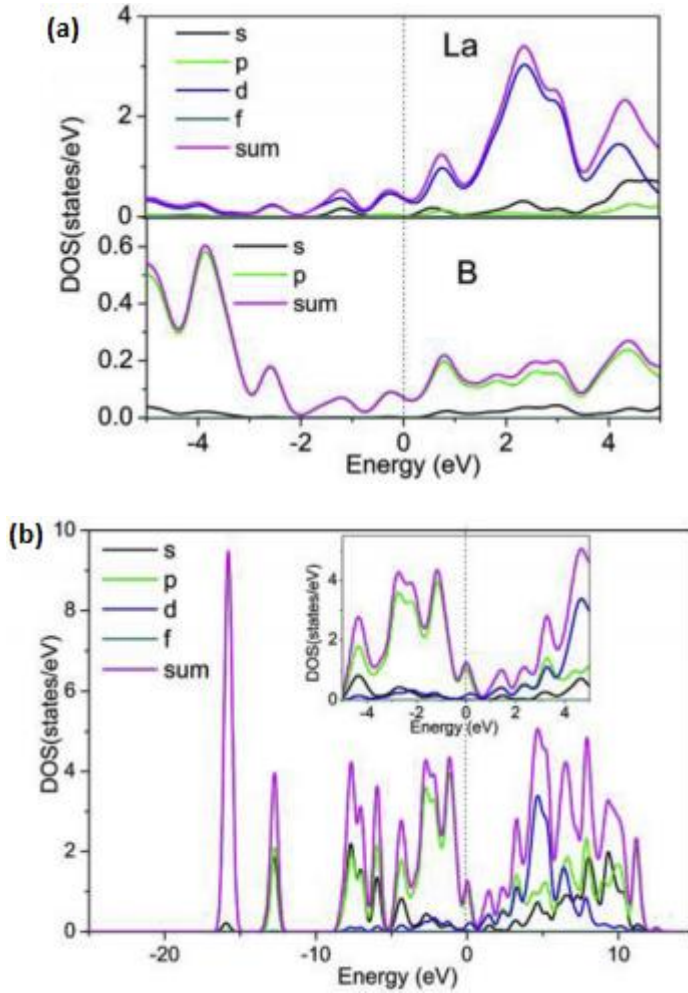 (a)
4
s
p
d
f
sum
La
2
0
DOS(states/eV)
0.6
s
p
sum
B
0.4
0.2
0.0
-4 -2 0 2 4
Energy (eV)
(b)
10
s
p
d
f
sum
8
6
4
2
0
DOS(states/eV)
4
2
0
DOS(states/eV)
-4 -2 0 2 4
Energy (eV)
-20 -10 0 10
Energy (eV)